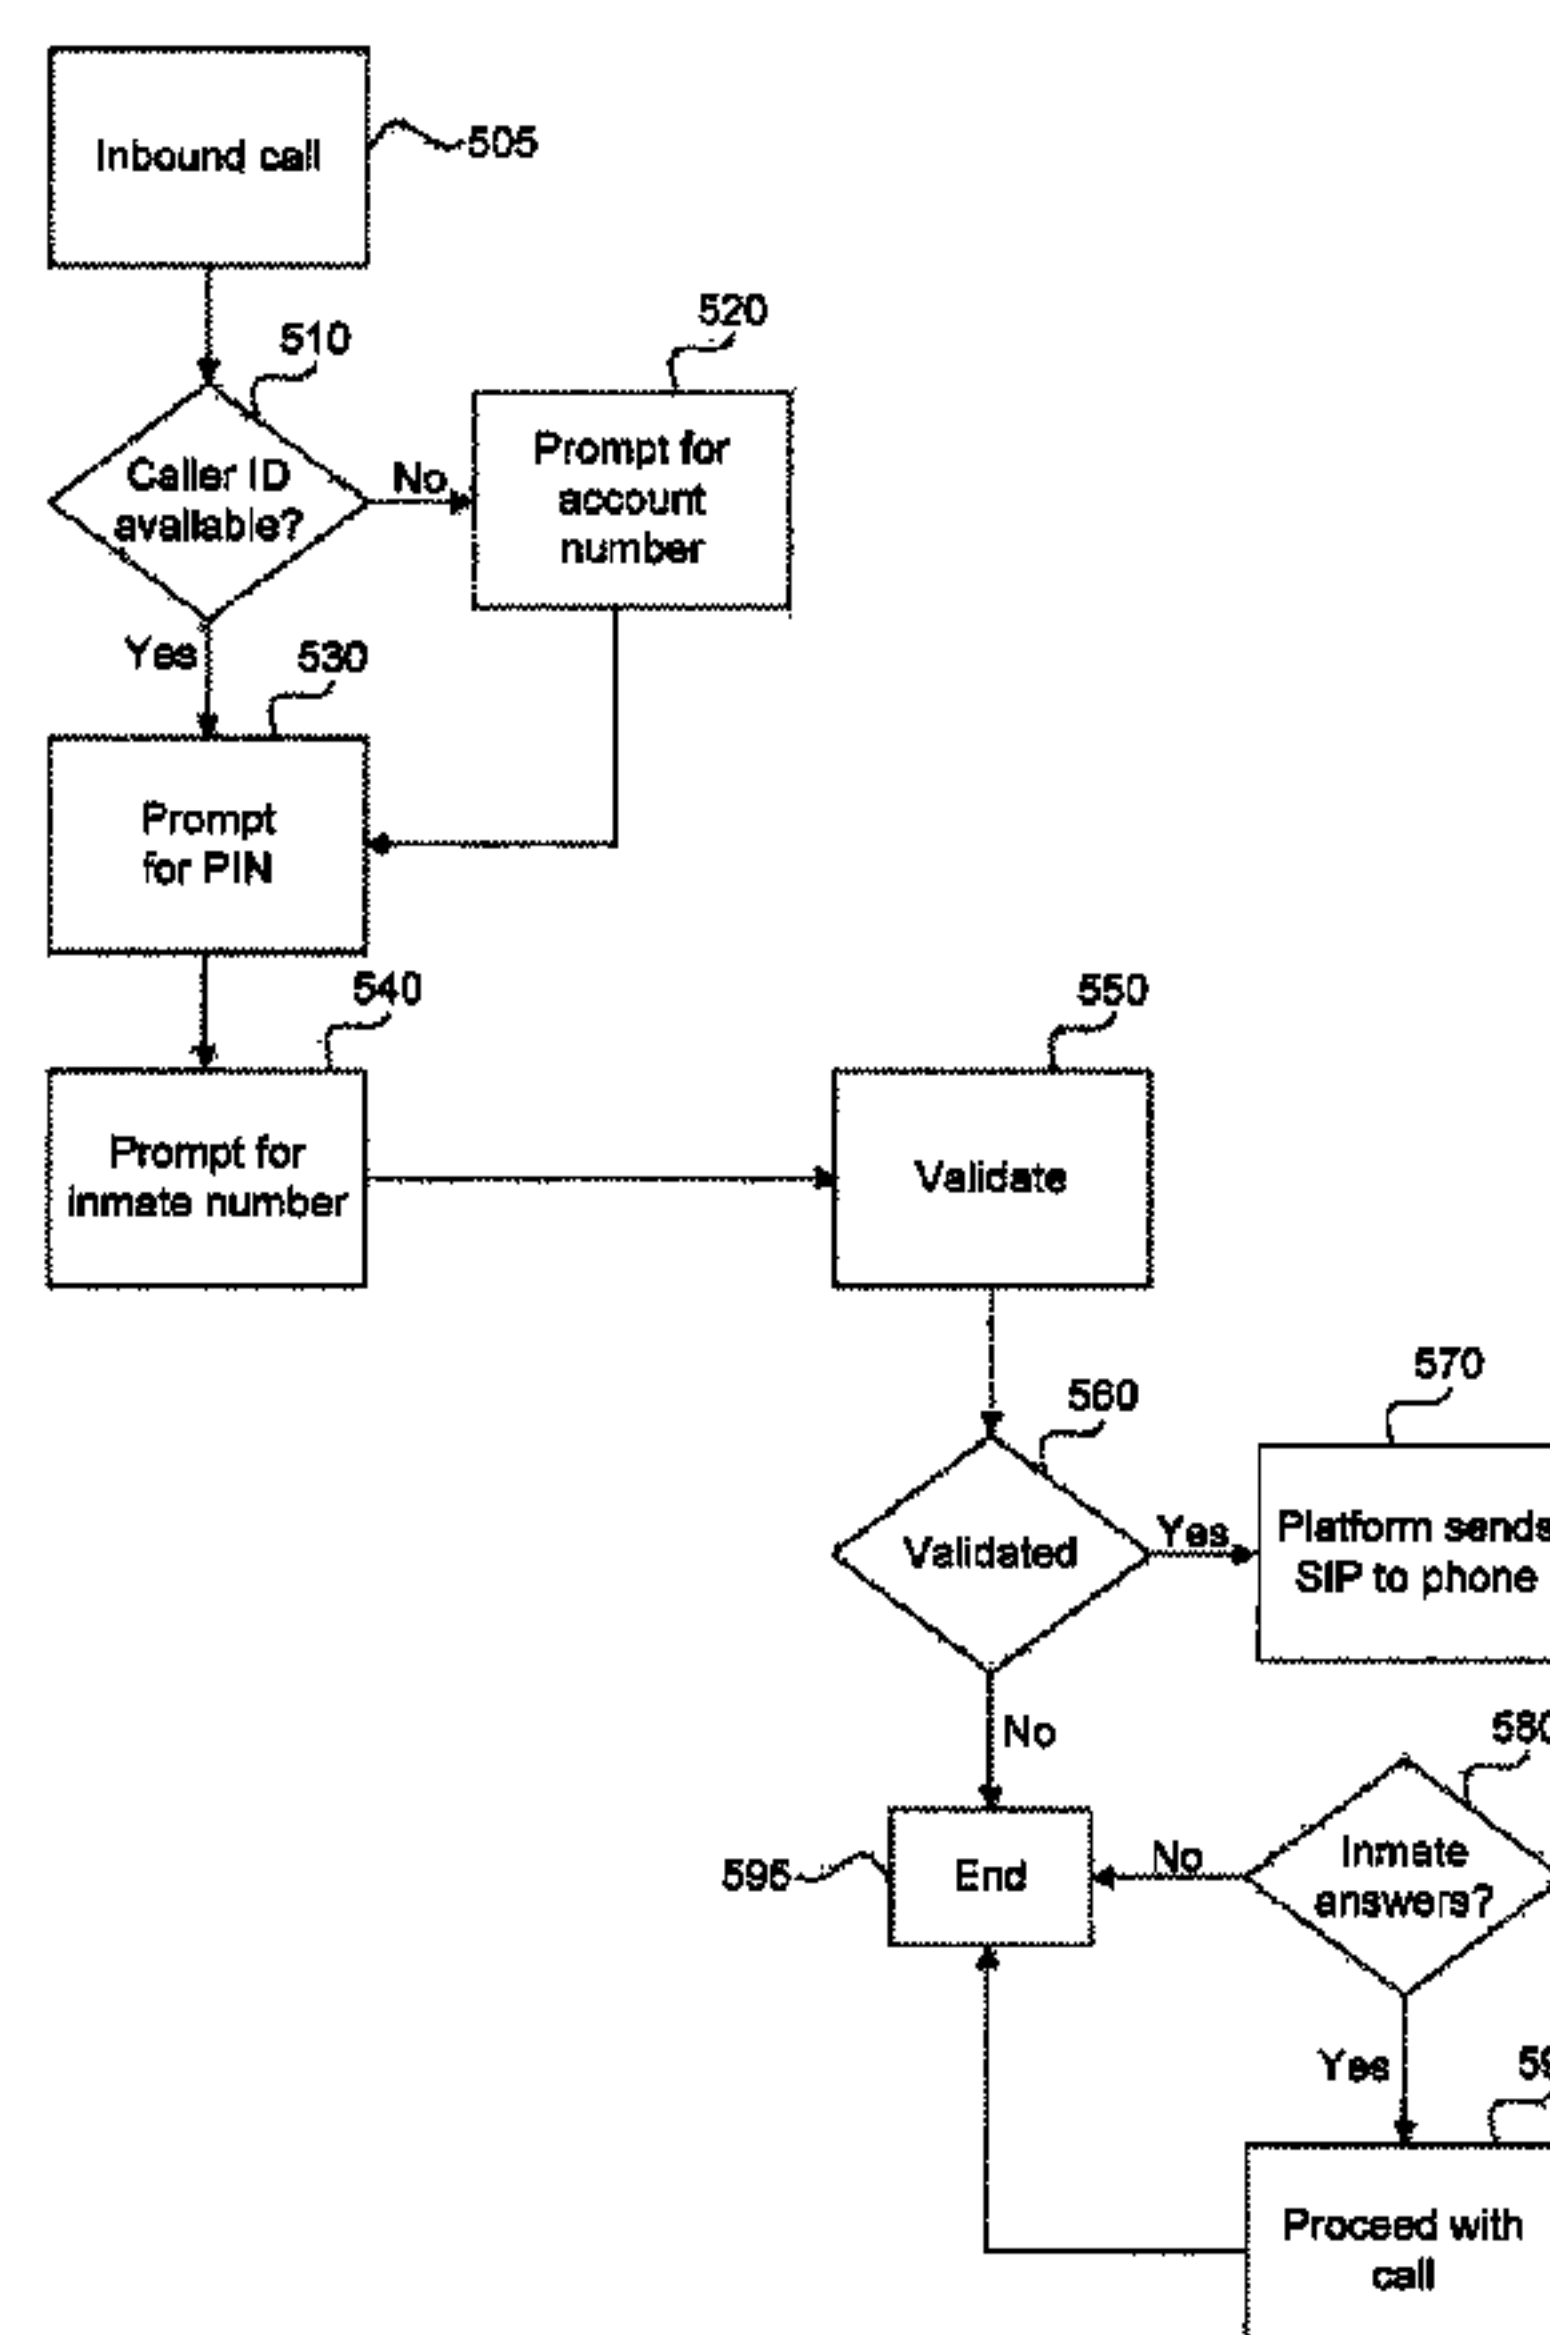 Inbound call
505
510
520
Caller ID
available?
No
Prompt for
account
number
Yes
530
Prompt
for PIN
540
550
Prompt for
inmate number
Validate
560
570
Validated
Yes
Platform sends
SIP to phone
No
580
595
End
No
Inmate
answers?
Yes
Proceed with
call